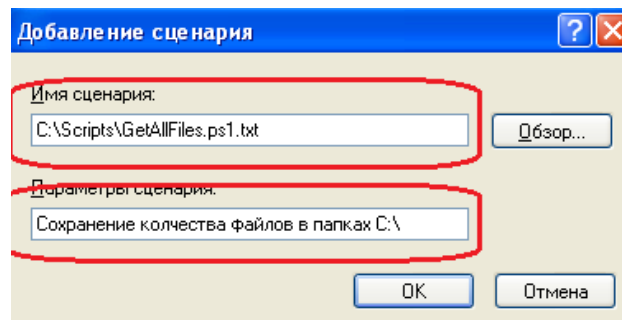 Добавление сценария
Имя сценария:
C:\Scripts\GetAllFiles.ps1.txt
Обзор...
Параметры сценария:
Сохранение колчества файлов в папках C:\
OK
Отмена